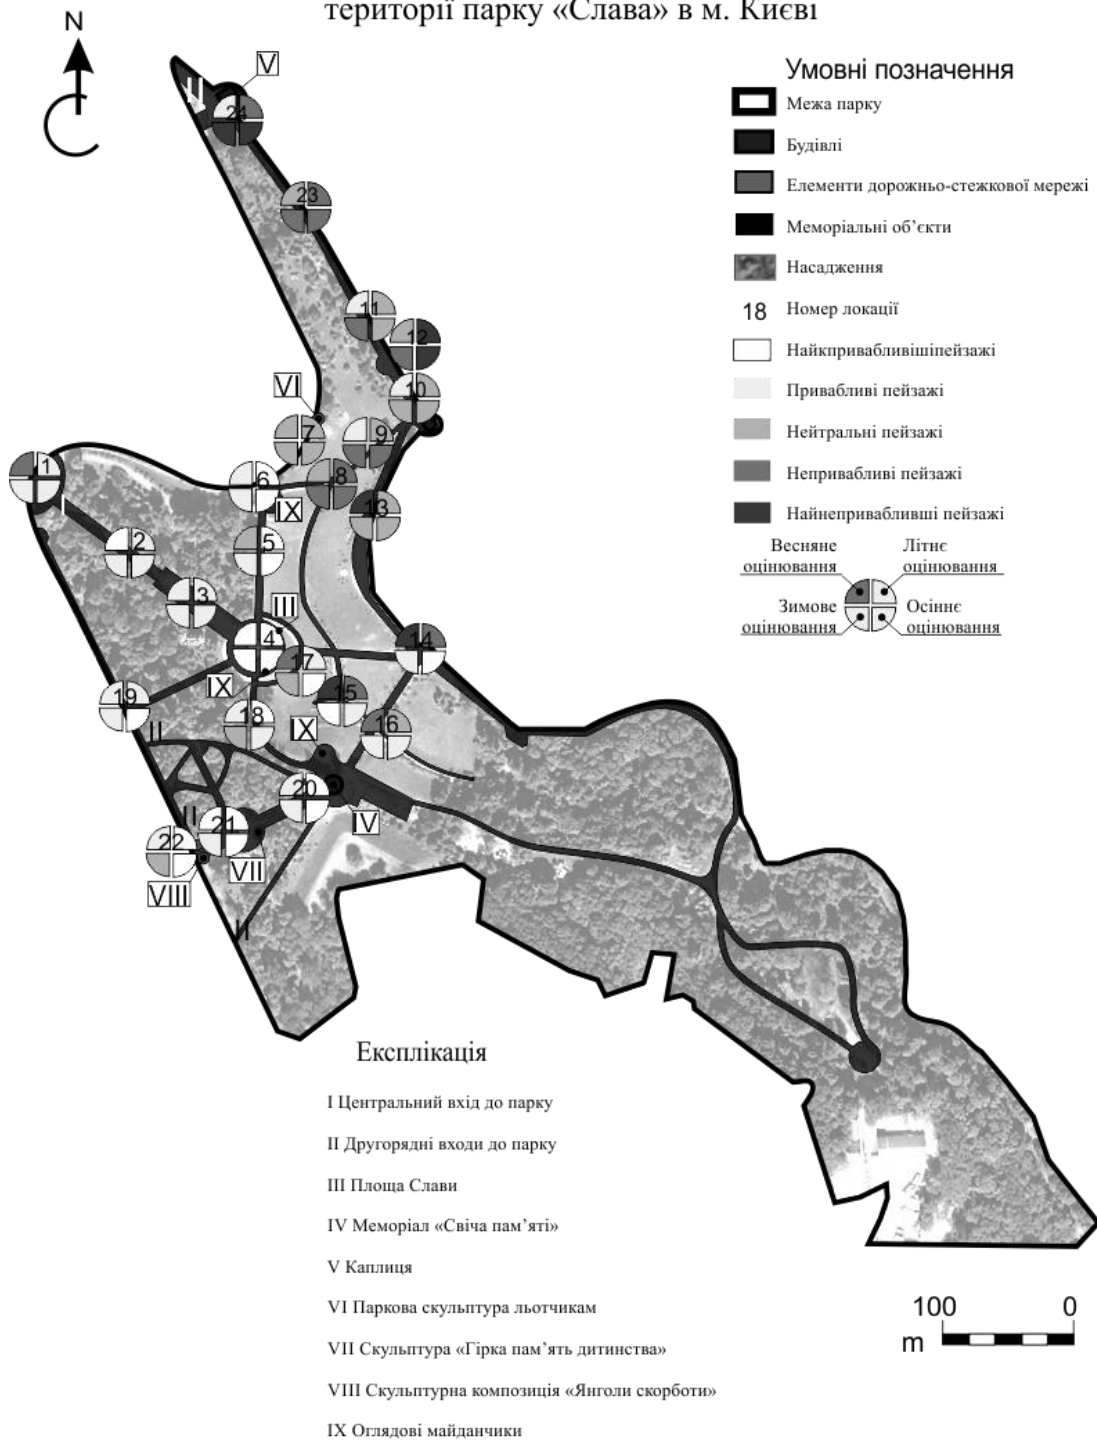 території парку «Слава» в м. Києві
N
Умовні позначення
Межа парку
Будівлі
Елементи дорожньо-стежкової мережі
Меморіальні об’єкти
Насадження
18 Номер локації
Найкпривабливішіпейзажі
Привабливі пейзажі
Нейтральні пейзажі
Непривабливі пейзажі
Найнепривабливші пейзажі
Весняне оцінювання
Літнє оцінювання
Зимове оцінювання
Осіннє оцінювання
V
II
24
23
11
12
10
VI
7
9
1
I
6
8
IX
13
2
5
3
III
4
14
17
IX
15
19
18
IX
16
II
20
II
21
IV
22
VII
VIII
II
Експлікація
I Центральний вхід до парку
II Другорядні входи до парку
III Площа Слави
IV Меморіал «Свіча пам’яті»
V Каплиця
VI Паркова скульптура льотчикам
VII Скульптура «Гірка пам’ять дитинства»
VIII Скульптурна композиція «Янголи скорботи»
IX Оглядові майданчики
100 0
m